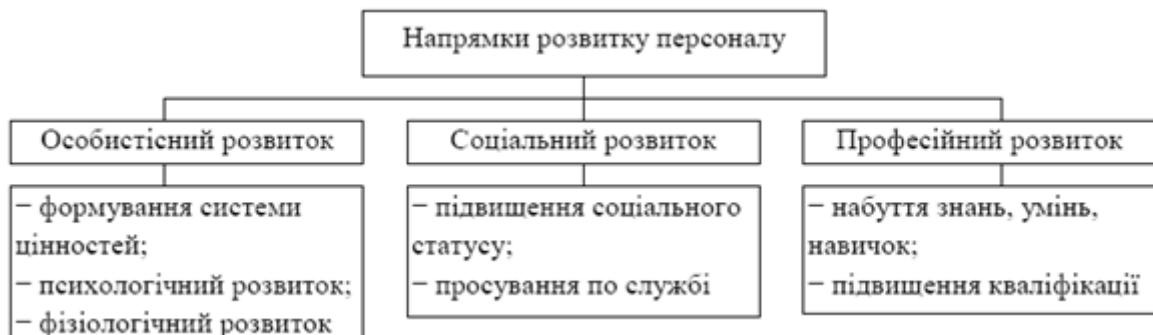 Напрямки розвитку персоналу
Особистісний розвиток
− формування системи
цінностей;
− психологічний розвиток;
− фізіологічний розвиток
Соціальний розвиток
− підвищення соціального
статусу;
− просування по службі
Професійний розвиток
− набуття знань, умінь,
навичок;
− підвищення кваліфікації